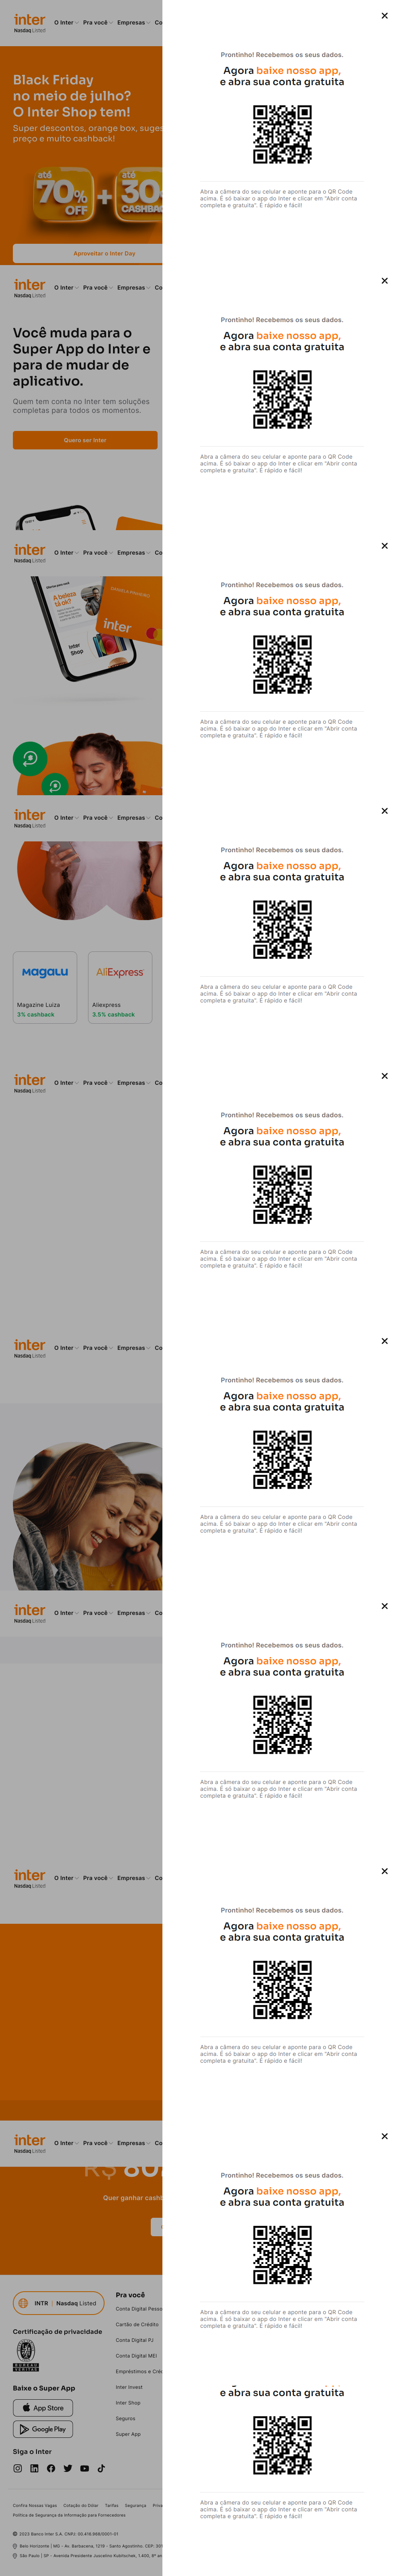 inter
Nasdaq Listed
O Inter Pra você Empresas
Prontinho! Recebemos os seus dados.
Agora baixe nosso app,
e abra sua conta gratuita
Abra a câmera do seu celular e aponte para o QR Code
acima. É só baixar o app do Inter e clicar em "Abrir conta
completa e gratuita". É rápido e fácil!
Black Friday
no meio de julho?
O Inter Shop tem!
Super descontos, orange box,
preço e muito cashback!
até
70%
OFF
até
Aproveitar o Inter Day
inter
Nasdaq Listed
O Inter Pra você Empresas
Prontinho! Recebemos os seus dados.
Agora baixe nosso app,
e abra sua conta gratuita
Abra a câmera do seu celular e aponte para o QR Code
acima. É só baixar o app do Inter e clicar em "Abrir conta
completa e gratuita". É rápido e fácil!
Você muda para o
Super App do Inter e
para de mudar de
aplicativo.
Quem tem conta no Inter tem soluções
completas para todos os momentos.
Quero ser Inter
inter
Nasdaq Listed
O Inter Pra você Empresas
Prontinho! Recebemos os seus dados.
Agora baixe nosso app,
e abra sua conta gratuita
Abra a câmera do seu celular e aponte para o QR Code
acima. É só baixar o app do Inter e clicar em "Abrir conta
completa e gratuita". É rápido e fácil!
A beleza
tá ok?
Inter
Shop
inter
inter
Nasdaq Listed
O Inter Pra você Empresas
Prontinho! Recebemos os seus dados.
Agora baixe nosso app,
e abra sua conta gratuita
Abra a câmera do seu celular e aponte para o QR Code
acima. É só baixar o app do Inter e clicar em "Abrir conta
completa e gratuita". É rápido e fácil!
Magalu
AliExpress
Magazine Luiza
Aliexpress
3% cashback
3.5% cashback
inter
Nasdaq Listed
O Inter Pra você Empresas
Prontinho! Recebemos os seus dados.
Agora baixe nosso app,
e abra sua conta gratuita
Abra a câmera do seu celular e aponte para o QR Code
acima. É só baixar o app do Inter e clicar em "Abrir conta
completa e gratuita". É rápido e fácil!
inter
Nasdaq Listed
O Inter Pra você Empresas
Prontinho! Recebemos os seus dados.
Agora baixe nosso app,
e abra sua conta gratuita
Abra a câmera do seu celular e aponte para o QR Code
acima. É só baixar o app do Inter e clicar em "Abrir conta
completa e gratuita". É rápido e fácil!
inter
Nasdaq Listed
O Inter Pra você Empresas
Prontinho! Recebemos os seus dados.
Agora baixe nosso app,
e abra sua conta gratuita
Abra a câmera do seu celular e aponte para o QR Code
acima. É só baixar o app do Inter e clicar em "Abrir conta
completa e gratuita". É rápido e fácil!
inter
Nasdaq Listed
O Inter Pra você Empresas
Prontinho! Recebemos os seus dados.
Agora baixe nosso app,
e abra sua conta gratuita
Abra a câmera do seu celular e aponte para o QR Code
acima. É só baixar o app do Inter e clicar em "Abrir conta
completa e gratuita". É rápido e fácil!
inter
Nasdaq Listed
O Inter Pra você Empresas
Prontinho! Recebemos os seus dados.
Agora baixe nosso app,
e abra sua conta gratuita
Abra a câmera do seu celular e aponte para o QR Code
acima. É só baixar o app do Inter e clicar em "Abrir conta
completa e gratuita". É rápido e fácil!
R$
Quer ganhar
INTR | Nasdaq Listed
Certificação de privacidade
BUREAU VERITAS
Baixe o Super App
App Store
Google Play
Siga o Inter
Pra você
Conta Digital
Cartão de Crédito
Conta Digital PJ
Conta Digital MEI
Empréstimos e
Inter Invest
Inter Shop
Seguros
Super App
e abra sua conta gratuita
Abra a câmera do seu celular e aponte para o QR Code
acima. É só baixar o app do Inter e clicar em "Abrir conta
completa e gratuita". É rápido e fácil!
Confira Nossas Vagas Cotação do Dólar Tarifas Segurança
Política de Segurança da Informação para Fornecedores
2023 Banco Inter S.A. CNPJ: 00.416.968/0001-01
Belo Horizonte | MG - Av. Barbacena, 1219 - Santo Agostinho. CEP:
São Paulo | SP - Avenida Presidente Juscelino Kubitschek, 1.400, 8º